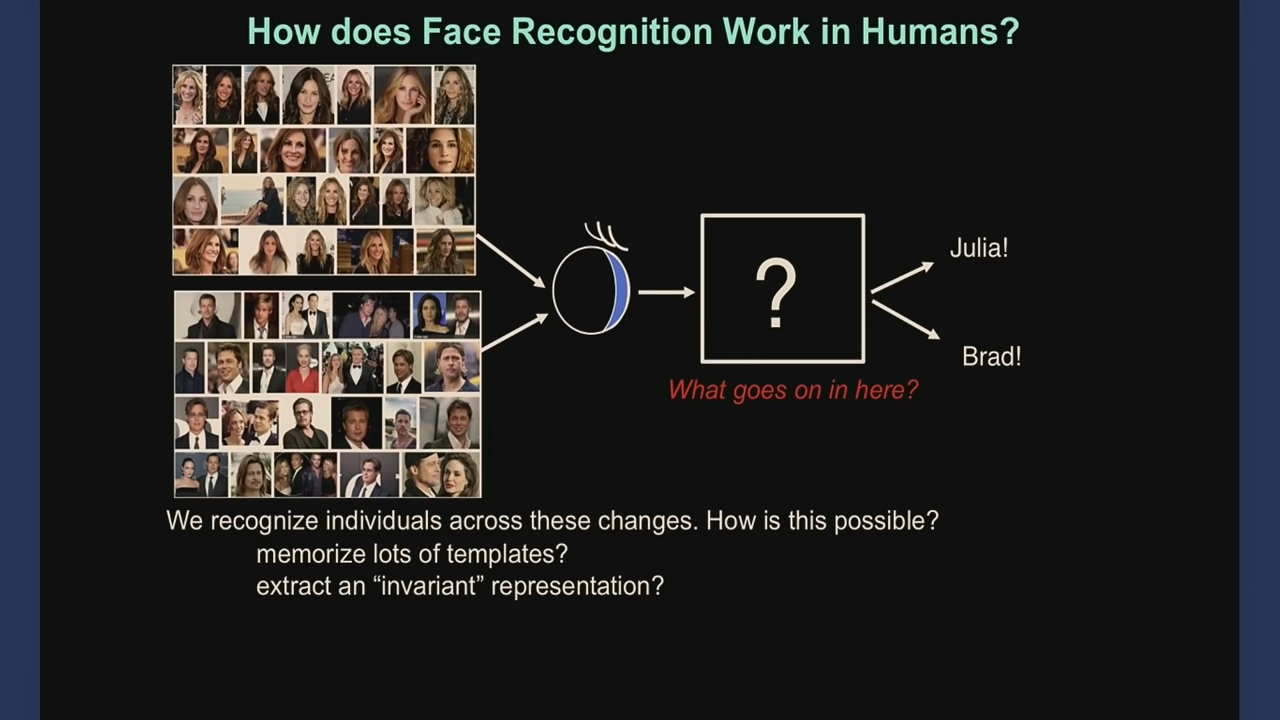 How does Face Recognition Work in Humans?
?
Julia!
Brad!
What goes on in here?
We recognize individuals across these changes. How is this possible?
memorize lots of templates?
extract an “invariant” representation?